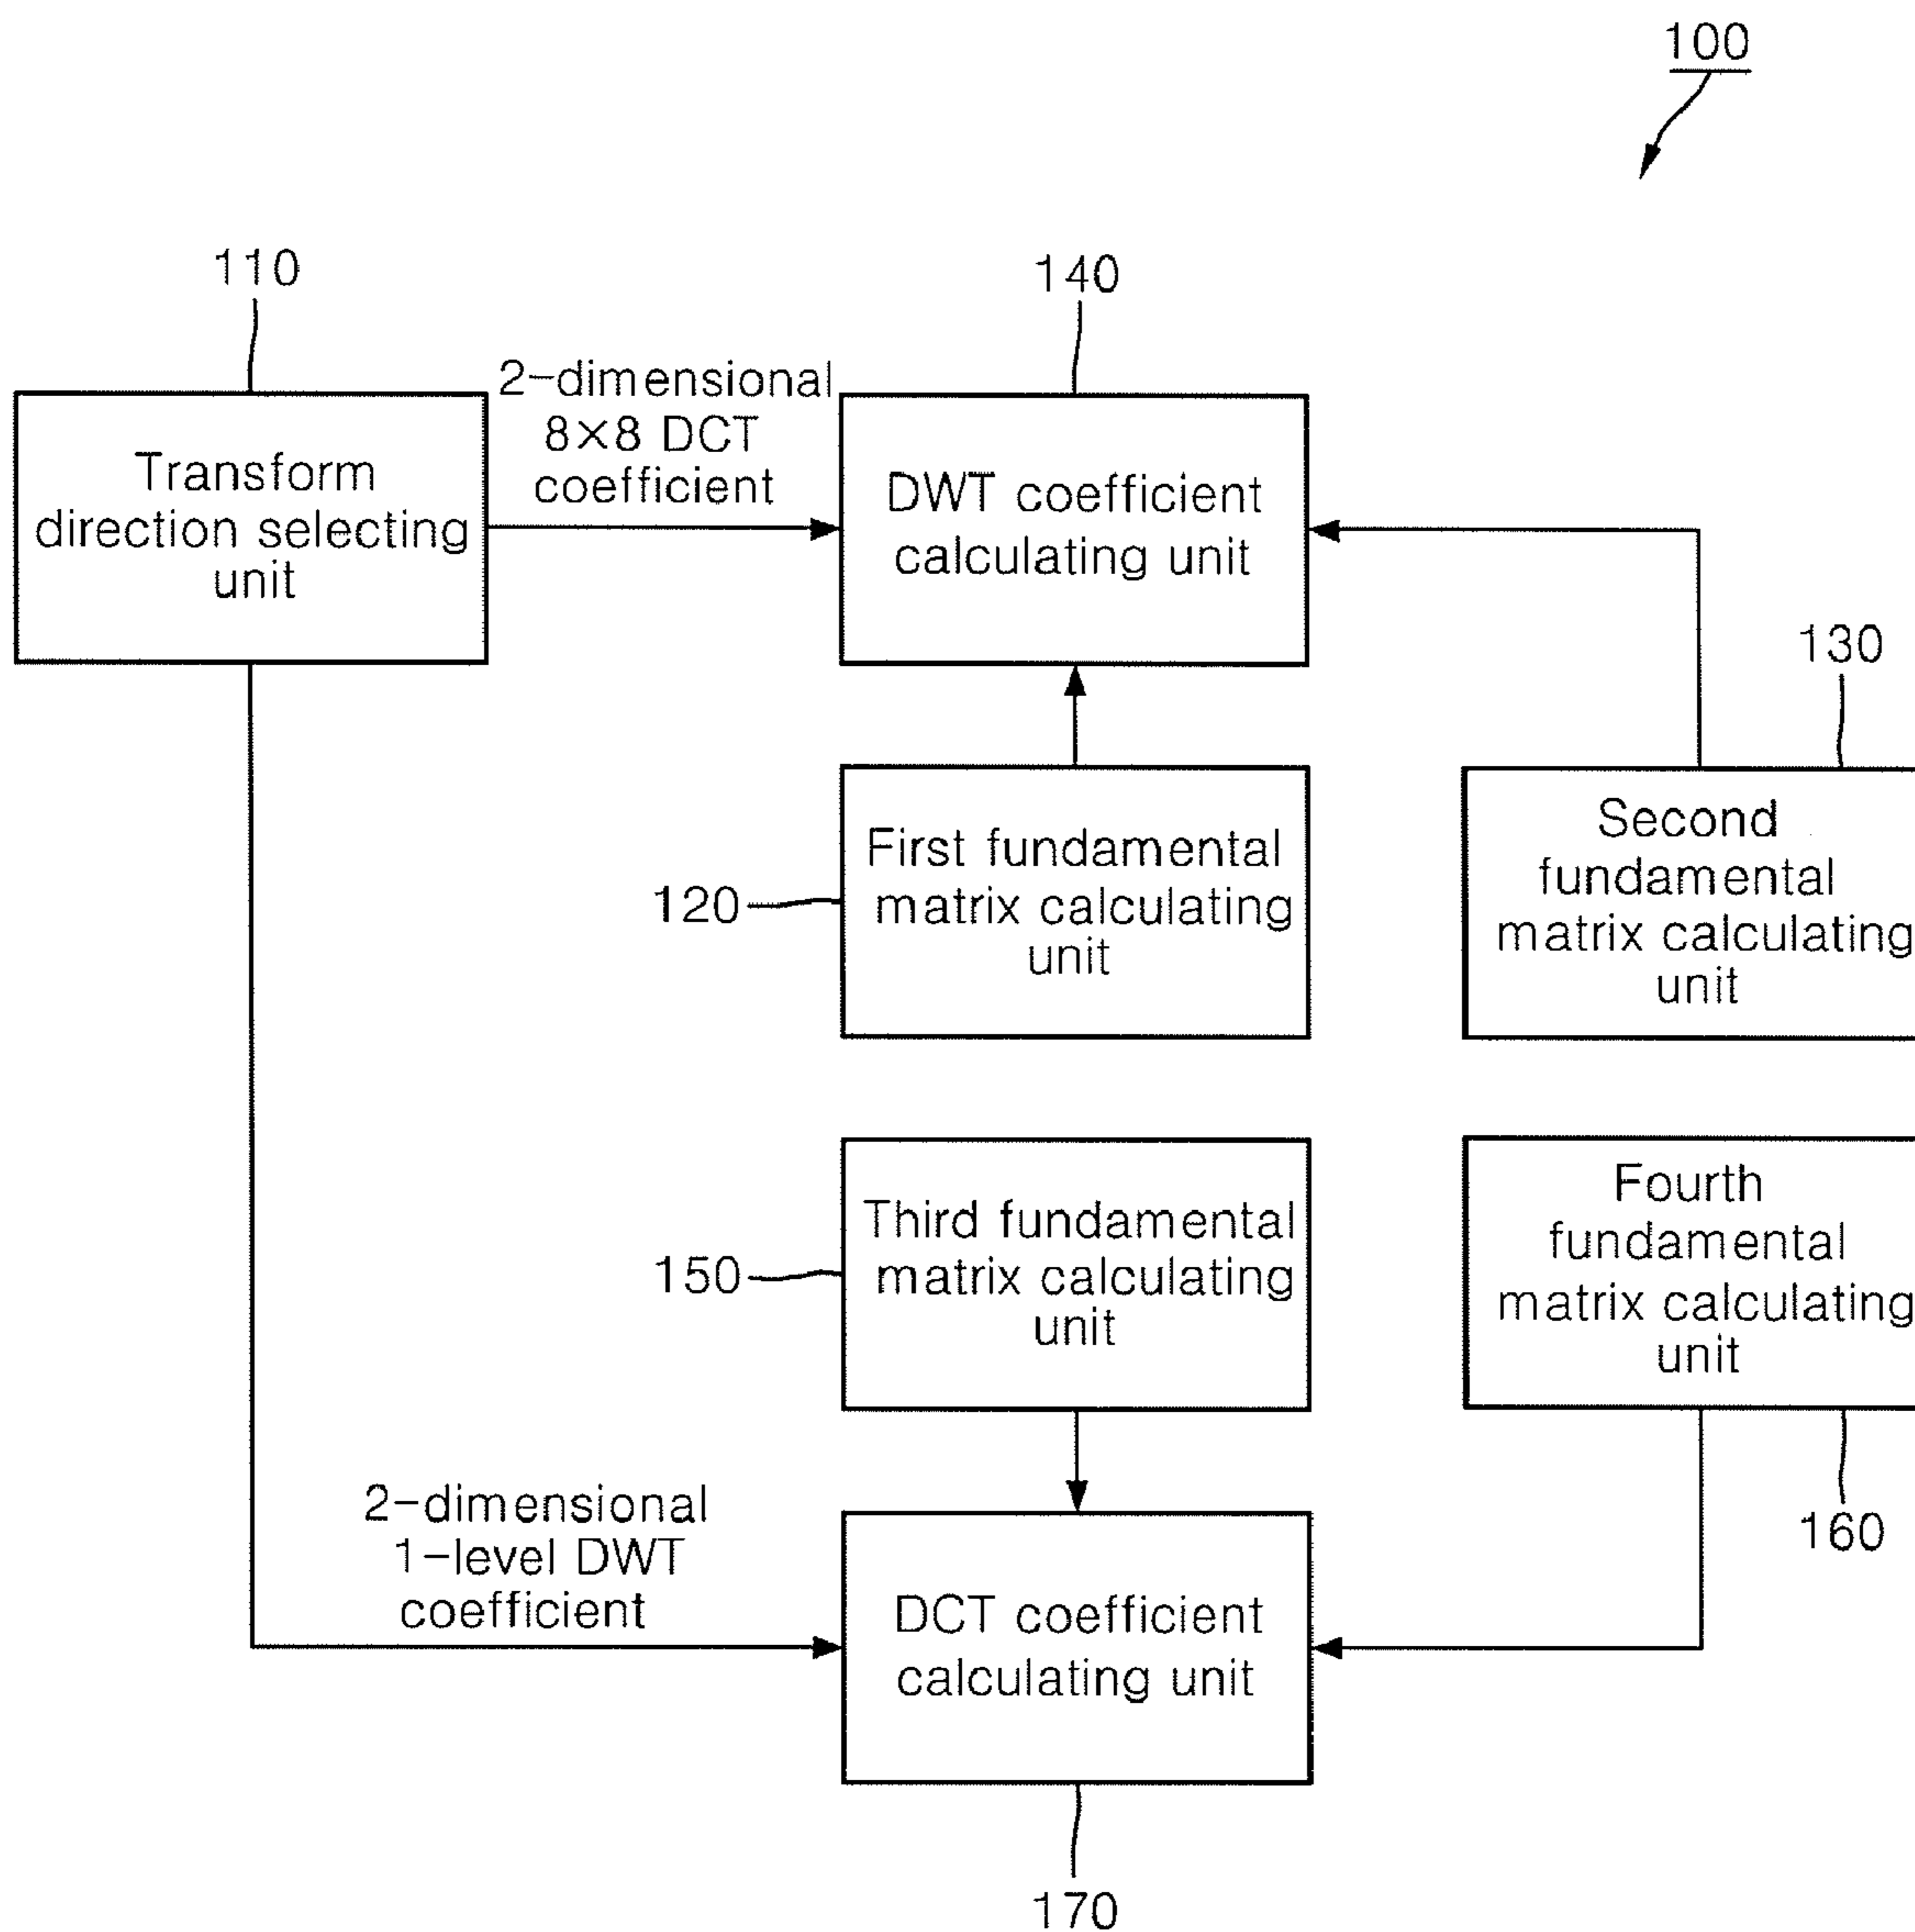 100
110
140
2-dimensional
8×8 DCT
coefficient
Transform
direction selecting
unit
DWT coefficient
calculating unit
130
120
First fundamental
matrix calculating
unit
Second
fundamental
matrix calculating
unit
150
Third fundamental
matrix calculating
unit
Fourth
fundamental
matrix calculating
unit
2-dimensional
1-level DWT
coefficient
160
DCT coefficient
calculating unit
170